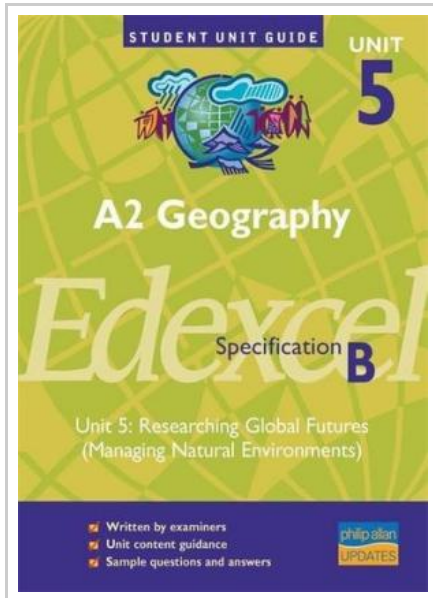 STUDENT UNIT GUIDE
UNIT
5
A2 Geography
Edexcel
Specification B
Unit 5: Researching Global Futures
(Managing Natural Environments)
Written by examiners
Unit content guidance
Sample questions and answers
philip allan
UPDATES